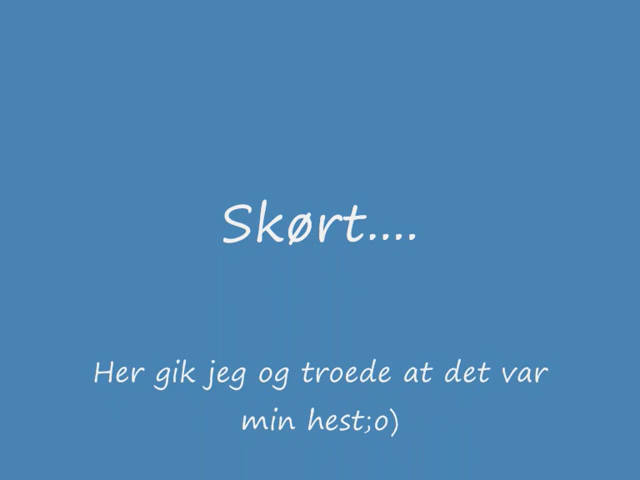 Skørt....
Her gik jeg og troede at det var
min hest;o)